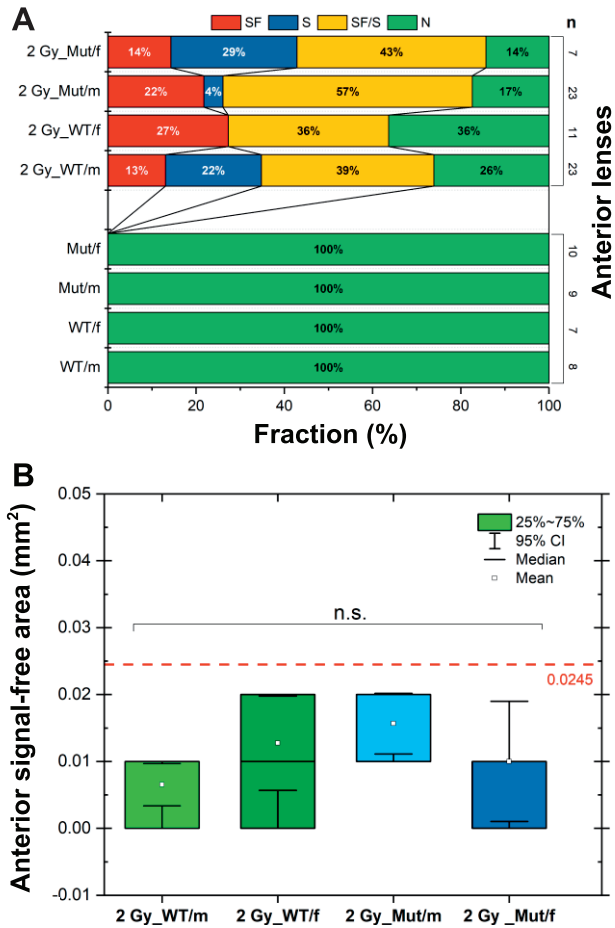 A
SF S SF/S N
n
2 Gy_Mut/f 14% 29% 43% 14% 7
2 Gy_Mut/m 22% 4% 57% 17% 23
2 Gy_WT/f 27% 36% 36% 11
2 Gy_WT/m 13% 22% 39% 26% 23
Mut/f 100% 10
Mut/m 100% 9
WT/f 100% 7
WT/m 100% 8
Anterior lenses
0 20 40 60 80 100
Fraction (%)
B
Anterior signal-free area (mm²)
0.05
0.04
0.03
0.02
0.01
0.00
-0.01
25%~75%
95% CI
Median
Mean
n.s.
0.0245
2 Gy_WT/m 2 Gy_WT/f 2 Gy_Mut/m 2 Gy _Mut/f